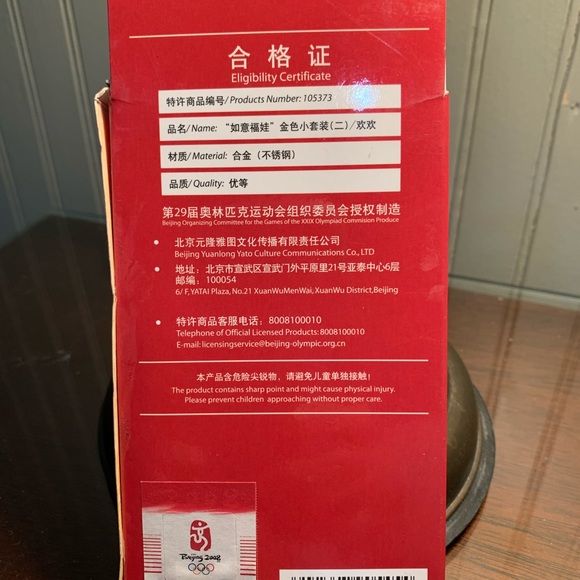 合格证
Eligibility Certificate
特许商品编号/Products Number: 105373
品名/Name: “如意福娃”金色小套装(二)/欢欢
材质/Material: 合金（不锈钢）
品质/Quality: 优等
第29届奥林匹克运动会组织委员会授权制造
Beijing Organizing Committee for the Games of the XXIX Olympiad Commision Produce
• 北京元隆雅图文化传播有限责任公司
Beijing Yuanlong Yato Culture Communications Co., LTD
• 地址：北京市宣武区宣武门外平原里21号亚泰中心6层
邮编：100054
6/ F,YATAI Plaza, No.21 XuanWuMenWai, XuanWu District,Beijing
• 特许商品客服电话：8008100010
Telephone of Official Licensed Products: 8008100010
E-mail: licensingservice@beijing-olympic.org.cn
本产品含危险尖锐物，请避免儿童单独接触！
The product contains sharp point and might cause physical injury.
Please prevent children approaching without proper care.
Beijing 2008